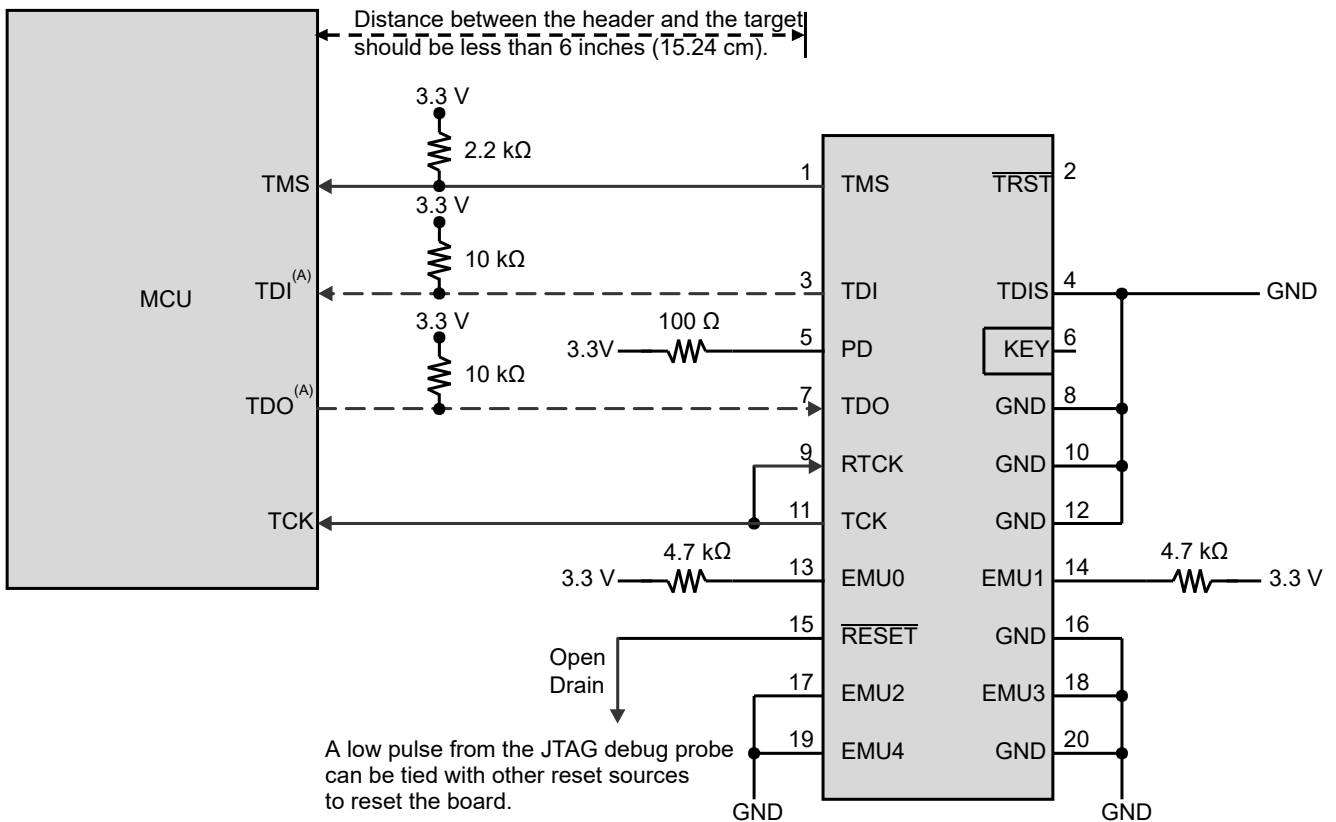 Distance between the header and the target
should be less than 6 inches (15.24 cm).
3.3 V
2.2 kΩ
TMS
1
TMS
TRST
2
3.3 V
10 kΩ
MCU
TDI(A)
3
TDI
TDIS
4
GND
3.3 V
100 Ω
3.3V
5
PD
KEY
6
10 kΩ
TDO(A)
7
TDO
GND
8
9
RTCK
GND
10
TCK
11
TCK
GND
12
4.7 kΩ
3.3 V
13
EMU0
EMU1
14
4.7 kΩ
3.3 V
15
RESET
GND
16
Open
Drain
17
EMU2
EMU3
18
A low pulse from the JTAG debug probe
can be tied with other reset sources
to reset the board.
19
EMU4
GND
20
GND
GND